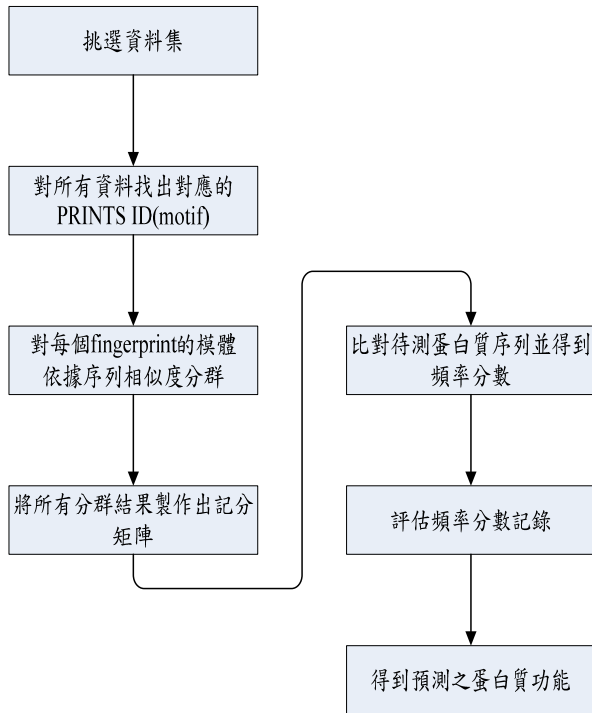 挑選資料集
對所有資料找出對應的
PRINTS ID(motif)
對每個fingerprint的模體
依據序列相似度分群
將所有分群結果製作出記分
矩陣
比對待測蛋白質序列並得到
頻率分數
評估頻率分數記錄
得到預測之蛋白質功能